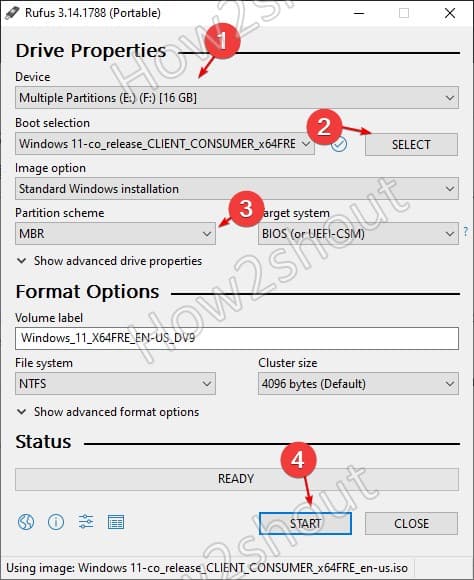 Rufus 3.14.1788 (Portable)
Drive Properties
1
Device
Multiple Partitions (E:) (F:) [16 GB]
Boot selection
2
Windows 11-co_release_CLIENT_CONSUMER_x64FRE
SELECT
Image option
Standard Windows installation
Partition scheme
3
Target system
MBR
BIOS (or UEFI-CSM)
?
Show advanced drive properties
Format Options
Volume label
Windows_11_X64FRE_EN-US_DV9
File system
Cluster size
NTFS
4096 bytes (Default)
Show advanced format options
Status
4
READY
START
CLOSE
Using image: Windows 11-co_release_CLIENT_CONSUMER_x64FRE_en-us.iso
How2shout
How2shout
How2shout